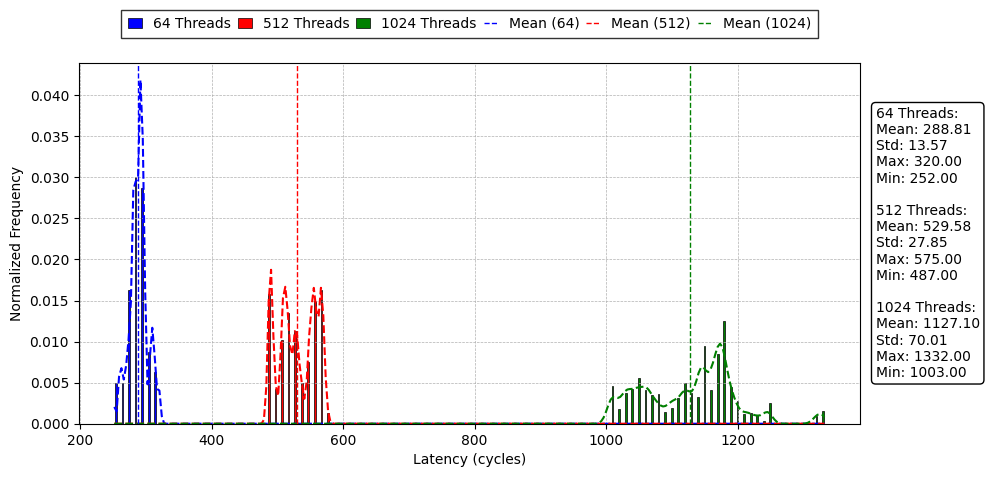 64 Threads 512 Threads 1024 Threads Mean (64) Mean (512) Mean (1024)
0.040
0.035
0.030
0.025
0.020
0.015
0.010
0.005
0.000
Normalized Frequency
200 400 600 800 1000 1200
Latency (cycles)
64 Threads:
Mean: 288.81
Std: 13.57
Max: 320.00
Min: 252.00
512 Threads:
Mean: 529.58
Std: 27.85
Max: 575.00
Min: 487.00
1024 Threads:
Mean: 1127.10
Std: 70.01
Max: 1332.00
Min: 1003.00